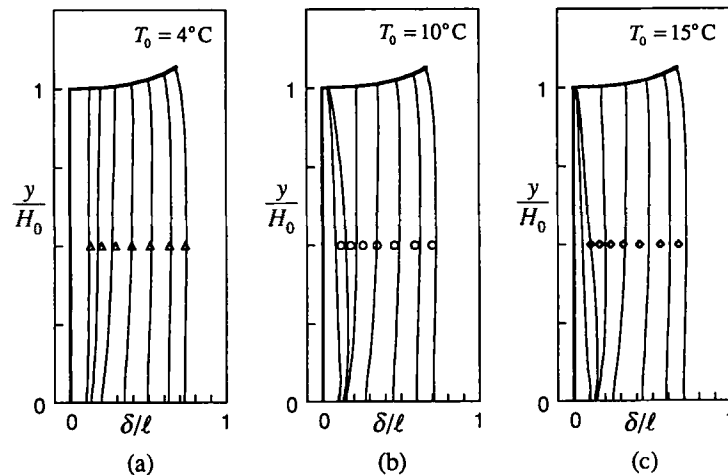 T₀ = 4°C
1
y/H₀
0
0 δ/ℓ 1
(a)
T₀ = 10°C
1
y/H₀
0
0 δ/ℓ 1
(b)
T₀ = 15°C
1
y/H₀
0
0 δ/ℓ 1
(c)